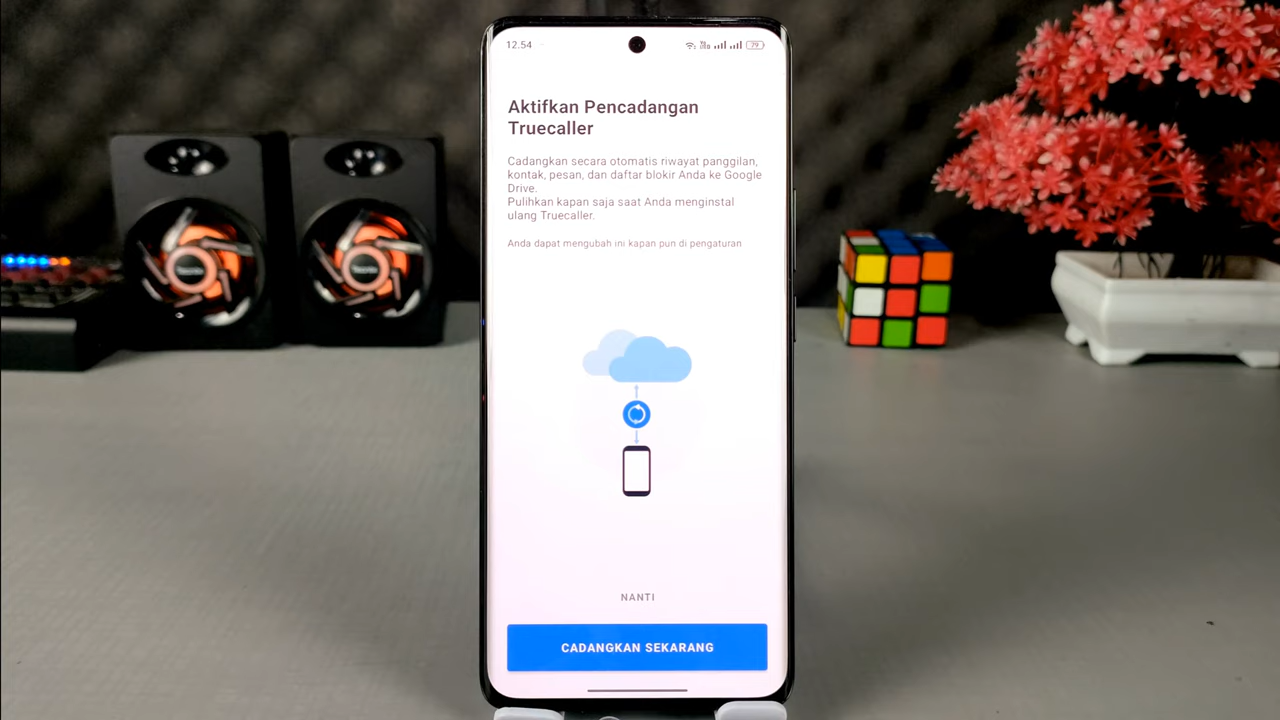 12.54
79
Aktifkan Pencadangan
Truecaller
Cadangkan secara otomatis riwayat panggilan,
kontak, pesan, dan daftar blokir Anda ke Google
Drive.
Pulihkan kapan saja saat Anda menginstal
ulang Truecaller.
Anda dapat mengubah ini kapan pun di pengaturan
NANTI
CADANGKAN SEKARANG